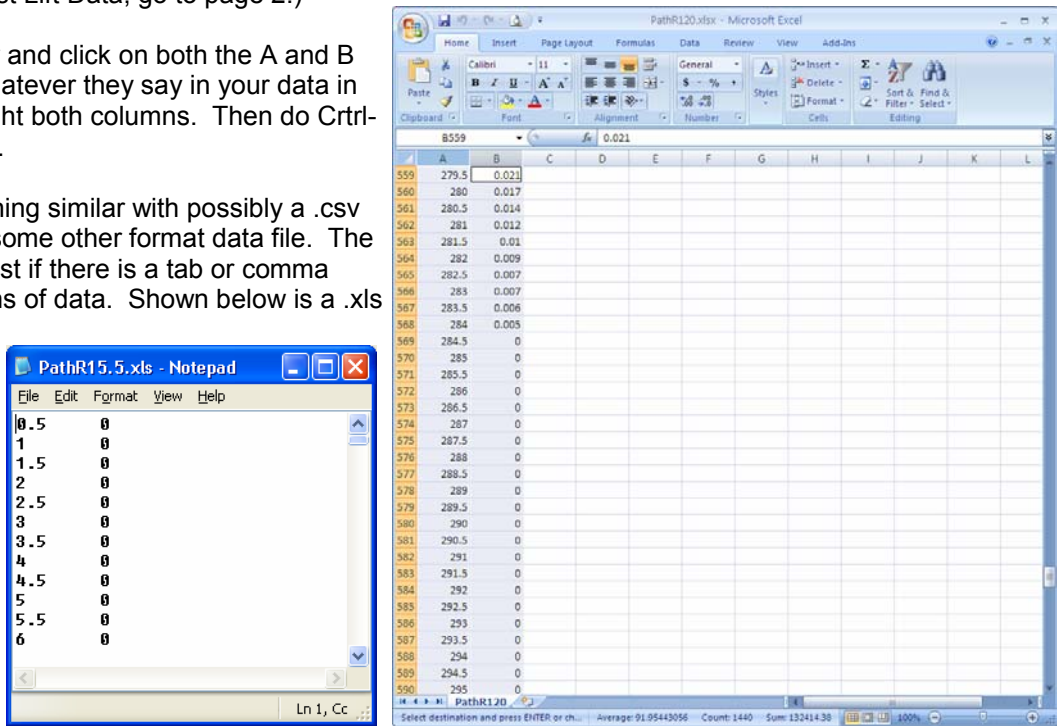 st Lift Data, go to page 2.)
and click on both the A and B
atever they say in your data in
ht both columns. Then do Crtrl-
.
ning similar with possibly a .csv
some other format data file. The
st if there is a tab or comma
ns of data. Shown below is a .xls
PathR15.5.xls - Notepad
File Edit Format View Help
0.5 0
1 0
1.5 0
2 0
2.5 0
3 0
3.5 0
4 0
4.5 0
5 0
5.5 0
6 0
Ln 1, Cc
PathR120.xlsx - Microsoft Excel
Home Insert Page Layout Formulas Data Review View Add-Ins
Calibri 11 General Insert Σ
Paste B I U A A $ % , Styles Delete Sort & Find &
A Format Filter Select
Clipboard Font Alignment Number Cells Editing
B559 fx 0.021
A B C D E F G H I J K L
559 279.5 0.021
560 280 0.017
561 280.5 0.014
562 281 0.012
563 281.5 0.01
564 282 0.009
565 282.5 0.007
566 283 0.007
567 283.5 0.006
568 284 0.005
569 284.5 0
570 285 0
571 285.5 0
572 286 0
573 286.5 0
574 287 0
575 287.5 0
576 288 0
577 288.5 0
578 289 0
579 289.5 0
580 290 0
581 290.5 0
582 291 0
583 291.5 0
584 292 0
585 292.5 0
586 293 0
587 293.5 0
588 294 0
589 294.5 0
590 295 0
PathR120
Select destination and press ENTER or ch... Average: 91.95443056 Count: 1440 Sum: 132414.38 100%